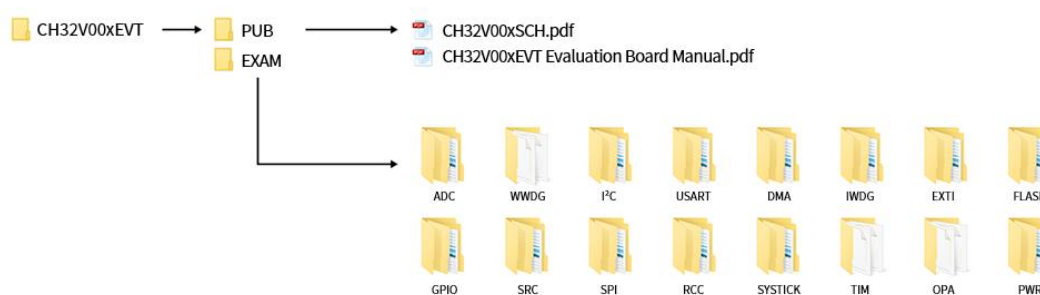 CH32V00xEVT
PUB
EXAM
CH32V00xSCH.pdf
CH32V00xEVT Evaluation Board Manual.pdf
ADC WWDG I²C USART DMA IWDG EXTI FLASH
GPIO SRC SPI RCC SYSTICK TIM OPA PWR